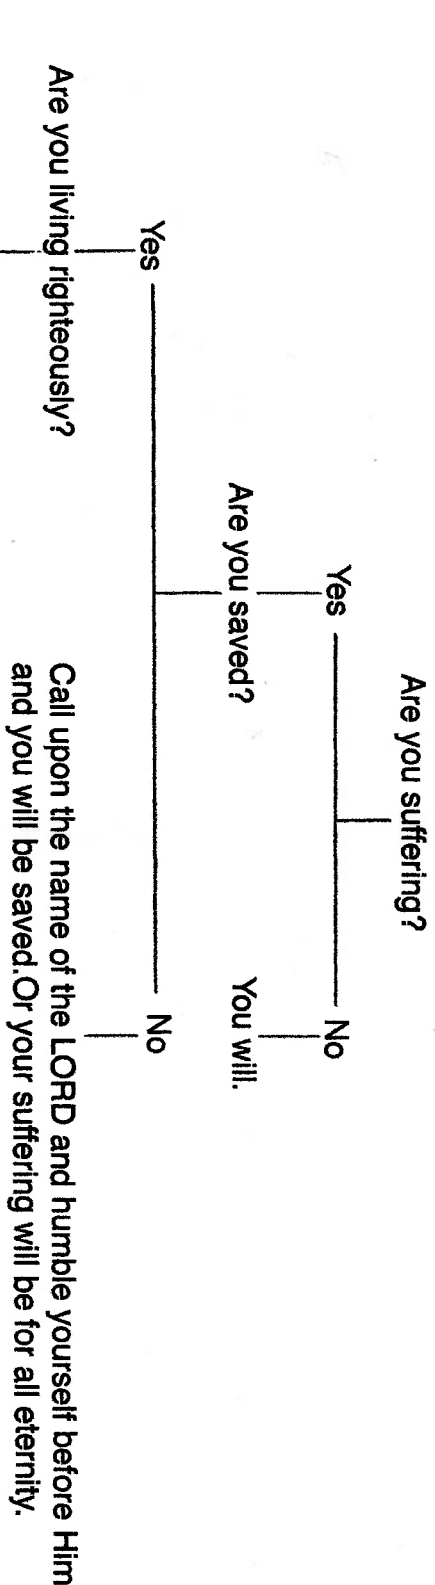 Are you suffering?
Yes
No
Are you saved?
You will.
Yes
No
Are you living righteously?
Call upon the name of the LORD and humble yourself before Him
and you will be saved.Or your suffering will be for all eternity.